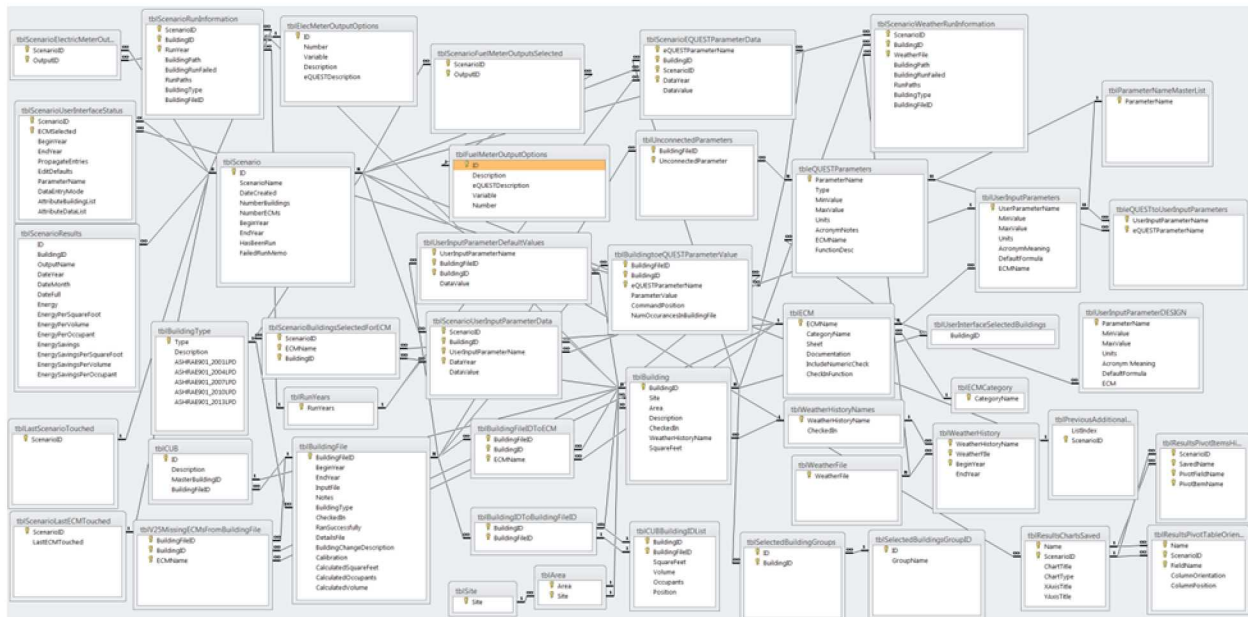 tblScenarioElectricMeterOut...
ScenarioID
OutputID
tblScenarioRunInformation
ScenarioID
BuildingID
RunYear
BuildingPath
BuildingRunFailed
RunPaths
BuildingType
BuildingFileID
tblElecMeterOutputOptions
ID
Number
Variable
Description
eQUESTDescription
tblScenarioFuelMeterOutputsSelected
ScenarioID
OutputID
tblScenarioEQUESTParameterData
eQUESTParameterName
BuildingID
ScenarioID
DataYear
DataValue
tblScenarioWeatherRunInformation
ScenarioID
BuildingID
WeatherFile
BuildingPath
BuildingRunFailed
RunPaths
BuildingType
BuildingFileID
tblParameterNameMasterList
ParameterName
tblScenarioUserInterfaceStatus
ScenarioID
ECMSelected
BeginYear
EndYear
PropagateEntries
EditDefaults
ParameterName
DataEntryMode
AttributeBuildingList
AttributeDataList
tblScenario
ID
ScenarioName
DateCreated
NumberBuildings
NumberECMs
BeginYear
EndYear
HasBeenRun
FailedRunMemo
tblFuelMeterOutputOptions
ID
Description
eQUESTDescription
Variable
Number
tblUnconnectedParameters
BuildingFileID
UnconnectedParameter
tbleQUESTParameters
ParameterName
Type
MinValue
MaxValue
Units
AcronymNotes
ECMName
FunctionDesc
tblUserInputParameters
UserParameterName
MinValue
MaxValue
Units
AcronymMeaning
DefaultFormula
ECMName
tbleQUESTtoUserInputParameters
UserInputParameterName
eQUESTParameterName
tblScenarioResults
ID
BuildingID
OutputName
DateYear
DateMonth
DateFull
Energy
EnergyPerSquareFoot
EnergyPerVolume
EnergyPerOccupant
EnergySavings
EnergySavingsPerSquareFoot
EnergySavingsPerVolume
EnergySavingsPerOccupant
tblUserInputParameterDefaultValues
UserInputParameterName
BuildingFileID
BuildingID
DataValue
tblBuildingtoeQUESTParameterValue
BuildingFileID
BuildingID
eQUESTParameterName
ParameterValue
CommandPosition
NumOccurancesInBuildingFile
tblBuildingType
Type
Description
ASHRAE901_2001LPD
ASHRAE901_2004LPD
ASHRAE901_2007LPD
ASHRAE901_2010LPD
ASHRAE901_2013LPD
tblScenarioBuildingsSelectedForECM
ScenarioID
ECMName
BuildingID
tblScenarioUserInputParameterData
ScenarioID
BuildingID
UserInputParameterName
DataYear
DataValue
tblECM
ECMName
CategoryName
Sheet
Documentation
IncludeNumericCheck
CheckInFunction
tblUserInterfaceSelectedBuildings
BuildingID
tblUserInputParameterDESIGN
ParameterName
MinValue
MaxValue
Units
Acronym Meaning
DefaultFormula
ECM
tblRunYears
RunYears
tblBuilding
BuildingID
Site
Area
Description
CheckedIn
WeatherHistoryName
SquareFeet
tblECMCategory
CategoryName
tblLastScenarioTouched
ScenarioID
tblCUB
ID
Description
MasterBuildingID
BuildingFileID
tblBuildingFile
BuildingFileID
BeginYear
EndYear
InputFile
Notes
BuildingType
CheckedIn
RanSuccessfully
DetailsFile
BuildingChangeDescription
Calibration
CalculatedSquareFeet
CalculatedOccupants
CalculatedVolume
tblBuildingFileIDToECM
BuildingFileID
BuildingID
ECMName
tblWeatherHistoryNames
WeatherHistoryName
CheckedIn
tblWeatherHistory
WeatherHistoryName
WeatherFile
BeginYear
EndYear
tblPreviousAdditional...
ListIndex
ScenarioID
tblResultsPivotItemsHi...
ScenarioID
SavedName
PivotFieldName
PivotItemName
tblWeatherFile
WeatherFile
tblScenarioLastECMTouched
ScenarioID
LastECMTouched
tblV25MissingECMsFromBuildingFile
BuildingFileID
BuildingID
ECMName
tblBuildingIDToBuildingFileID
BuildingFileID
BuildingID
tblCUBBuildingIDList
BuildingID
BuildingFileID
SquareFeet
Volume
Occupants
Position
tblSelectedBuildingGroups
ID
BuildingID
tblSelectedBuildingsGroupID
ID
GroupName
tblResultsChartsSaved
Name
ScenarioID
ChartTitle
ChartType
XAxisTitle
YAxisTitle
tblResultsPivotTableOrien...
Name
ScenarioID
FieldName
ColumnOrientation
ColumnPosition
tblSite
Site
tblArea
Area
Site